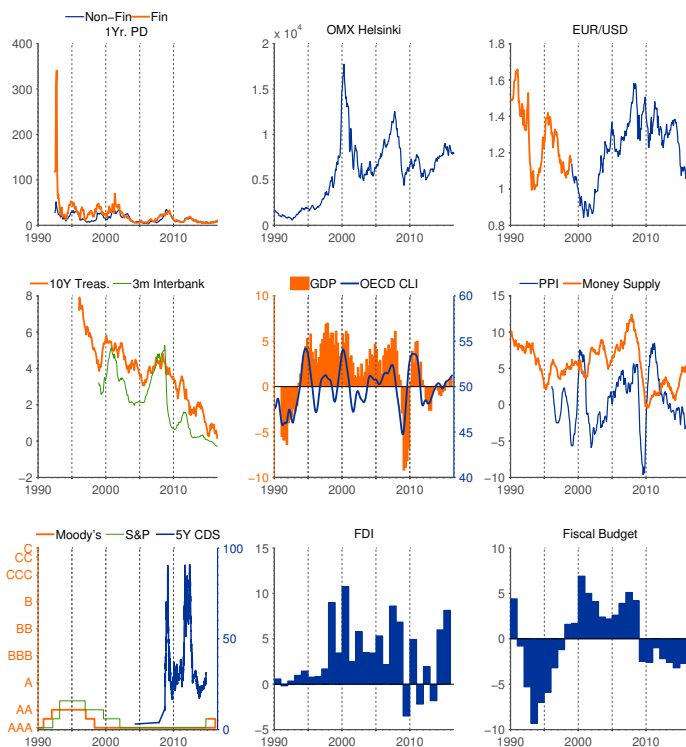 Non−Fin Fin
1Yr. PD
400
300
200
100
0
1990 2000 2010
OMX Helsinki
2 x 10^4
1.5
1
0.5
0
1990 2000 2010
EUR/USD
1.8
1.6
1.4
1.2
1
0.8
1990 2000 2010
10Y Treas. 3m Interbank
8
6
4
2
0
−2
1990 2000 2010
GDP OECD CLI
10 60
5
0 50
−5
−10 40
1990 2000 2010
PPI Money Supply
15
10
5
0
−5
−10
1990 2000 2010
Moody's S&P 5Y CDS
C 100
CC
CCC
B
BB 50
BBB
A
AA
AAA 0
1990 2000 2010
FDI
15
10
5
0
−5
1990 2000 2010
Fiscal Budget
10
5
0
−5
−10
1990 2000 2010